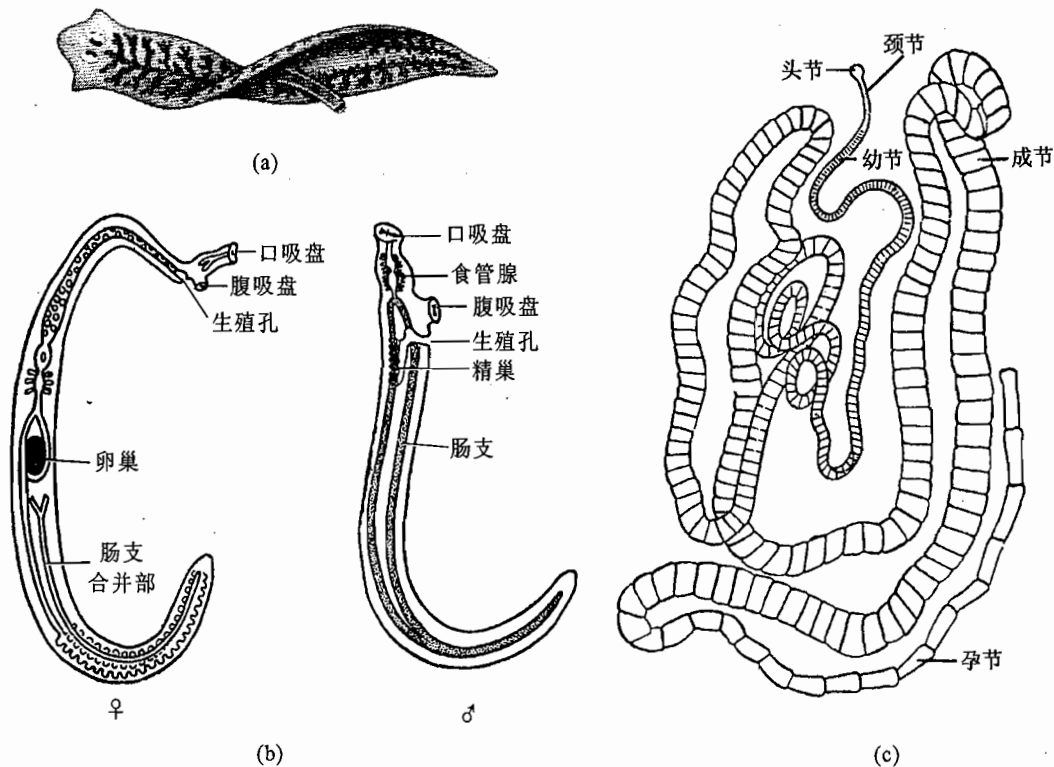 (a)
口吸盘
腹吸盘
生殖孔
卵巢
肠支
合并部
♀
口吸盘
食管腺
腹吸盘
生殖孔
精巢
肠支
♂
(b)
颈节
头节
幼节
成节
孕节
(c)